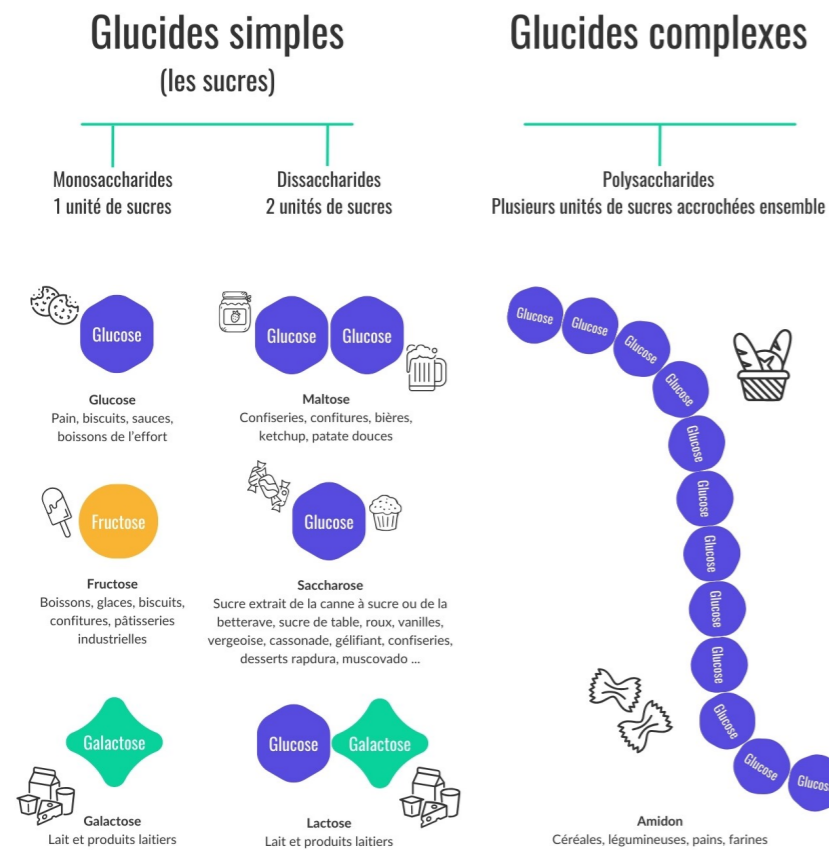 Glucides simples
(les sucres)
Monosaccharides
1 unité de sucres
Dissaccharides
2 unités de sucres
Glucose
Glucose
Pain, biscuits, sauces,
boissons de l'effort
Glucose Glucose
Maltose
Confiseries, confitures, bières,
ketchup, patate douces
Fructose
Fructose
Boissons, glaces, biscuits,
confitures, pâtisseries
industrielles
Glucose
Saccharose
Sucre extrait de la canne à sucre ou de la
betterave, sucre de table, roux, vanilles,
vergeoise, cassonade, gélifiant, confiseries,
desserts rapdura, muscovado ...
Galactose
Galactose
Lait et produits laitiers
Glucose Galactose
Lactose
Lait et produits laitiers
Glucides complexes
Polysaccharides
Plusieurs unités de sucres accrochées ensemble
Glucose
Glucose
Glucose
Glucose
Glucose
Glucose
Glucose
Glucose
Glucose
Glucose
Glucose
Glucos
Amidon
Céréales, légumineuses, pains, farines